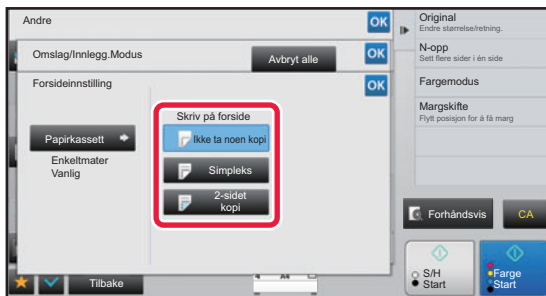 Andre
OK
Omslag/Innlegg.Modus
Avbryt alle
OK
Forsideinnstilling
OK
Skriv på forside
Papirkassett
Enkeltmater
Vanlig
Ikke ta noen kopi
Simpleks
2-sidet
kopi
Tilbake
A4
Original
Endre størrelse/retning.
N-opp
Sett flere sider i én side
Fargemodus
Margskifte
Flytt posisjon for å få marg
Forhåndsvis
CA
S/H
Start
Farge
Start